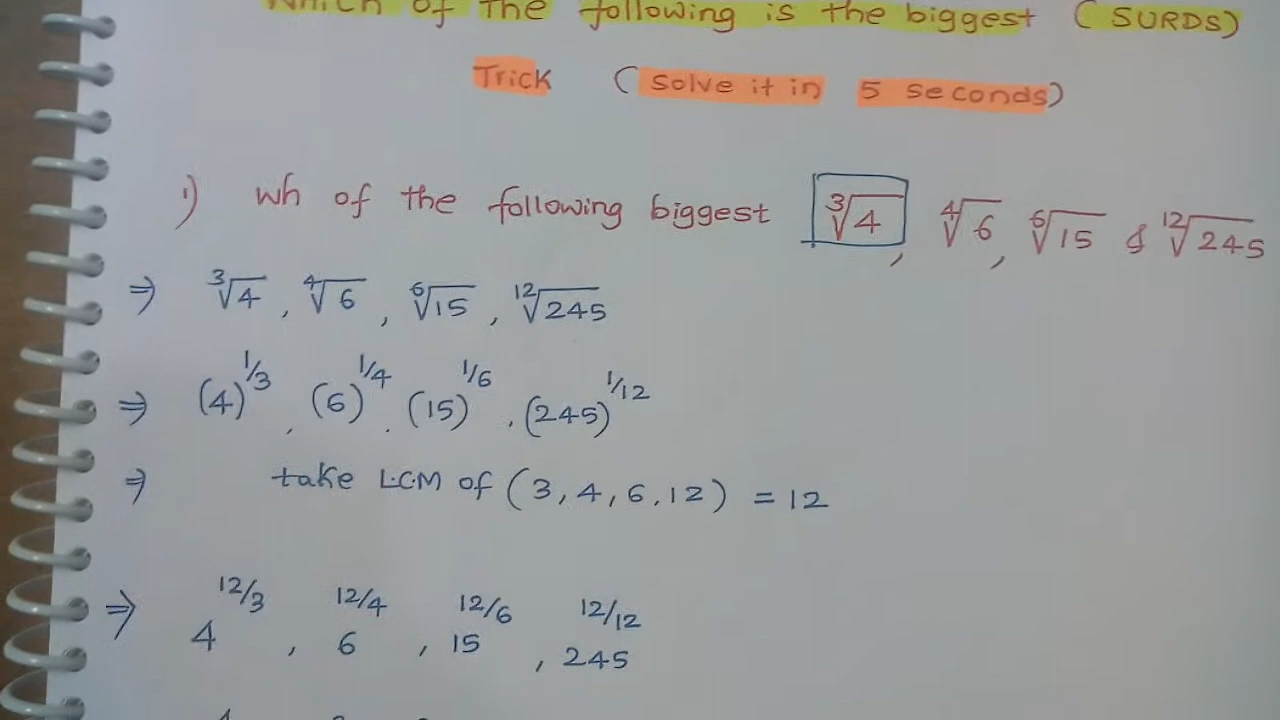 Which of the following is the biggest (SURDS)
Trick (Solve it in 5 seconds)
1) Wh of the following biggest ∛4, ∜6, ⁶√15 & ¹²√245
⇒ ∛4, ∜6, ⁶√15, ¹²√245
⇒ (4)^1/3, (6)^1/4, (15)^1/6, (245)^1/12
⇒ take L.C.M of (3, 4, 6, 12) = 12
⇒ 4^12/3, 6^12/4, 15^12/6, 245^12/12